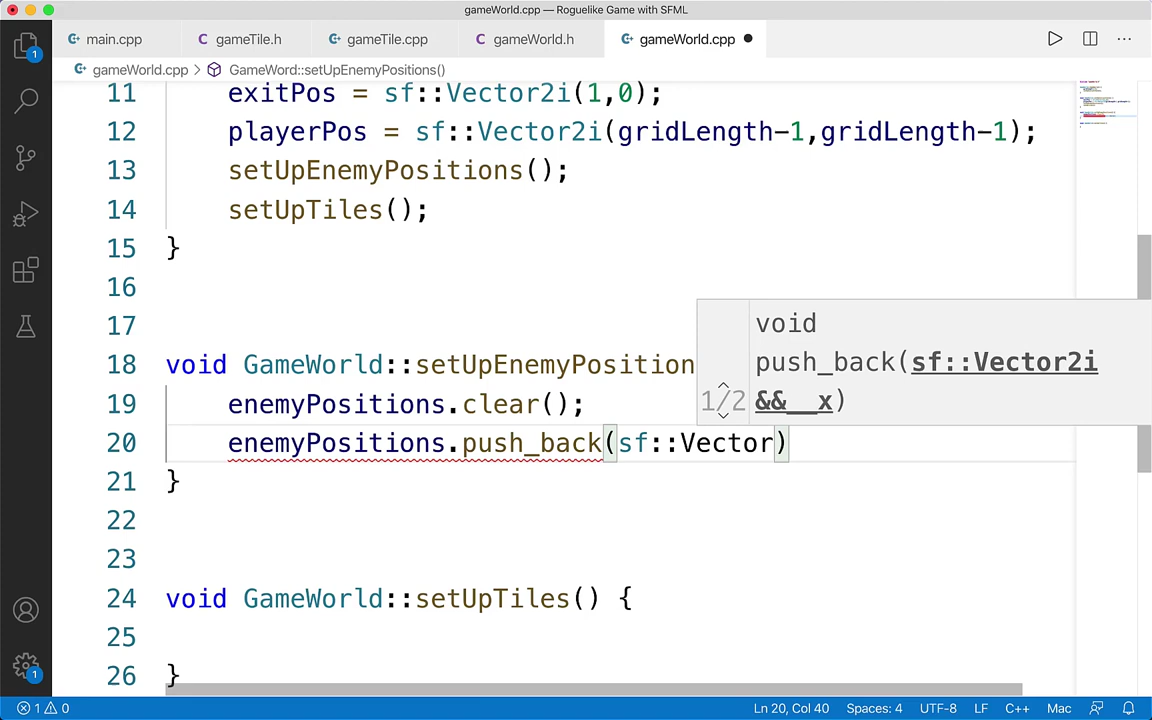 gameWorld.cpp — Roguelike Game with SFML
main.cpp
gameTile.h
gameTile.cpp
gameWorld.h
gameWorld.cpp
gameWorld.cpp > GameWord::setUpEnemyPositions()
11 exitPos = sf::Vector2i(1,0);
12 playerPos = sf::Vector2i(gridLength-1,gridLength-1);
13 setUpEnemyPositions();
14 setUpTiles();
15 }
16
17
void
18 void GameWorld::setUpEnemyPosition
push_back(sf::Vector2i
1/2 &&__x)
19 enemyPositions.clear();
20 enemyPositions.push_back(sf::Vector)
21 }
22
23
24 void GameWorld::setUpTiles() {
25
26 }
1
1
1 0 Ln 20, Col 40 Spaces: 4 UTF-8 LF C++ Mac